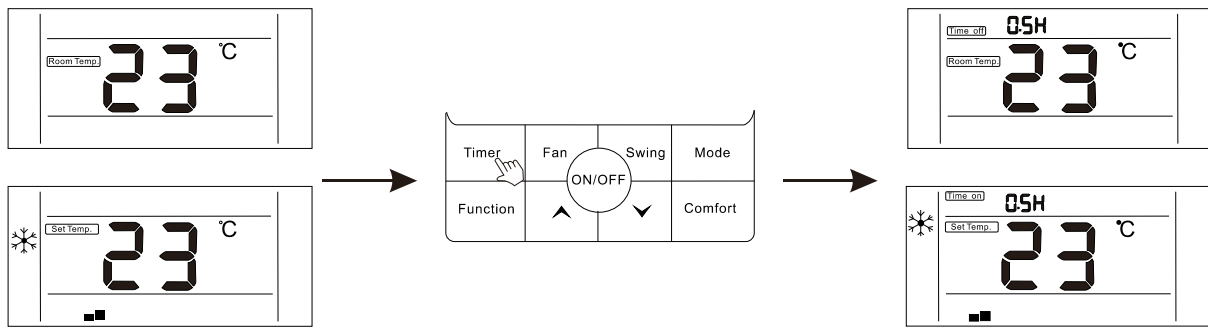 23 °C
Room Temp.
23 °C
Set Temp.
Timer Fan Swing Mode
ON/OFF
Function Comfort
Time off 0.5H
Room Temp. 23 °C
Time on 0.5H
Set Temp. 23 °C